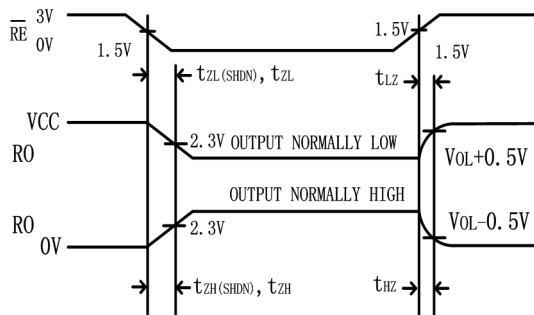 RE 3V
0V
1.5V
1.5V
1.5V
tZL(SHDN), tZL
tLZ
VCC
RO
2.3V OUTPUT NORMALLY LOW
VOL+0.5V
OUTPUT NORMALLY HIGH
RO
0V
2.3V
VOL-0.5V
tZH(SHDN), tZH
tHZ